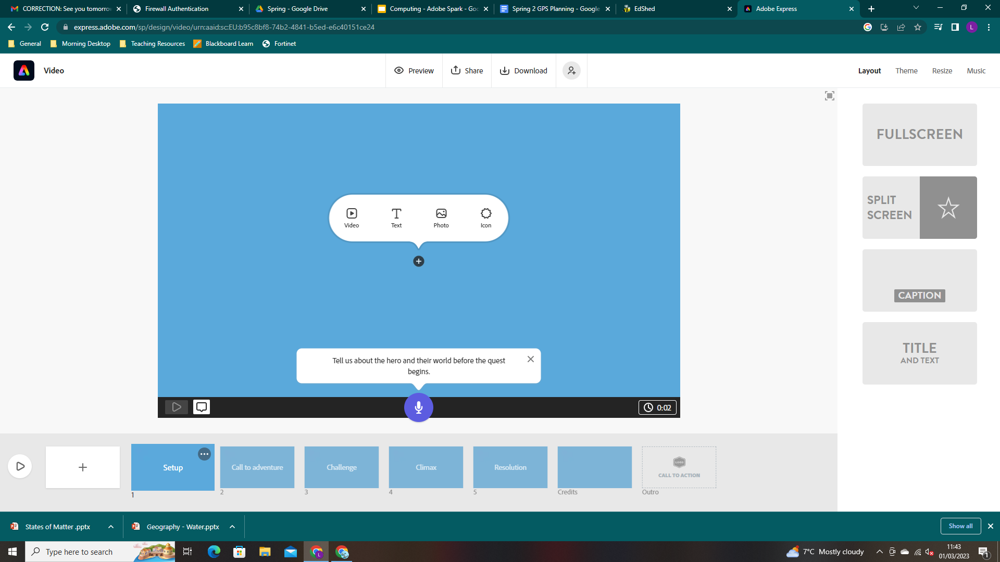 CORRECTION: See you tomorrow
Firewall Authentication
Spring - Google Drive
Computing - Adobe Spark - Goo
Spring 2 GPS Planning - Google
EdShed
Adobe Express
express.adobe.com/sp/design/video/urn:aaid:sc:EU:b95c8bf8-74b2-4841-b5ed-e6c40151ce24
L
General
Morning Desktop
Teaching Resources
Blackboard Learn
Fortinet
Video
Preview
Share
Download
Layout
Theme
Resize
Music
FULLSCREEN
SPLIT
SCREEN
CAPTION
TITLE
AND TEXT
Video
Text
Photo
Icon
Tell us about the hero and their world before the quest
begins.
0:02
Setup
Call to adventure
Challenge
Climax
Resolution
LOGO
CALL TO ACTION
1
2
3
4
5
Credits
Outro
States of Matter .pptx
Geography - Water.pptx
Show all
Type here to search
L
7°C Mostly cloudy
11:43
01/03/2023
1